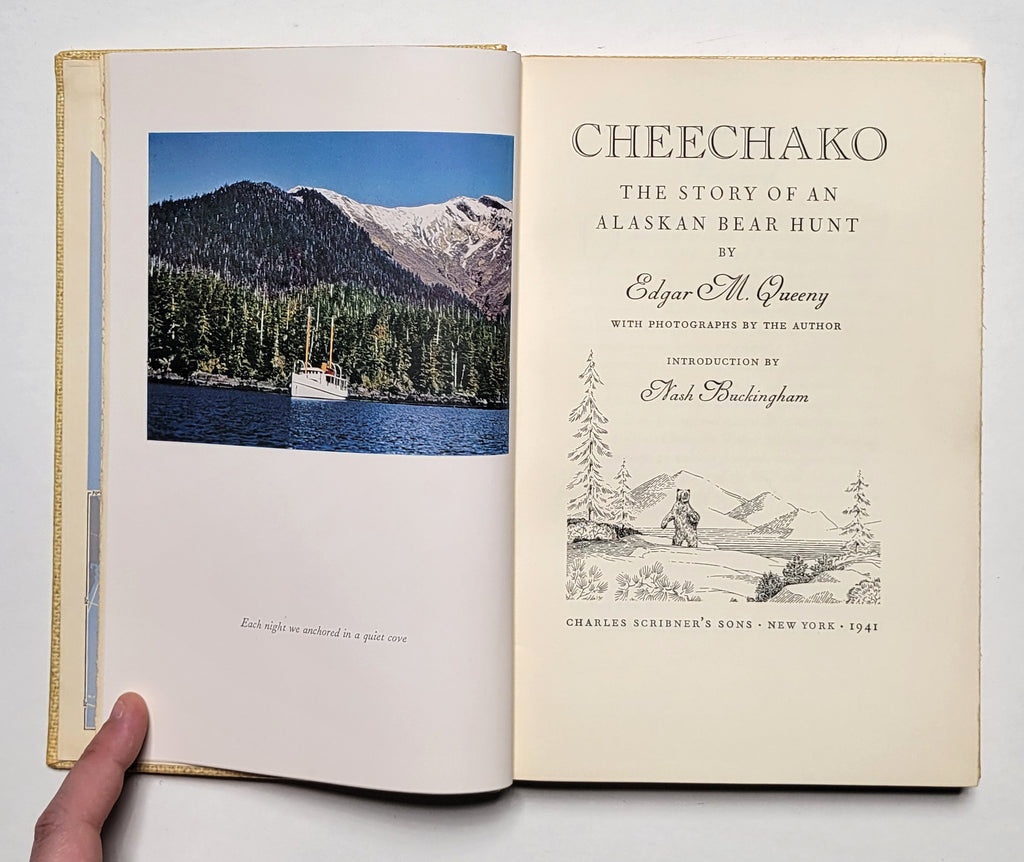 Each night we anchored in a quiet cove
CHEECHAKO
THE STORY OF AN
ALASKAN BEAR HUNT
BY
Edgar M. Queeny
WITH PHOTOGRAPHS BY THE AUTHOR
INTRODUCTION BY
Nash Buckingham
CHARLES SCRIBNER'S SONS · NEW YORK · 1941